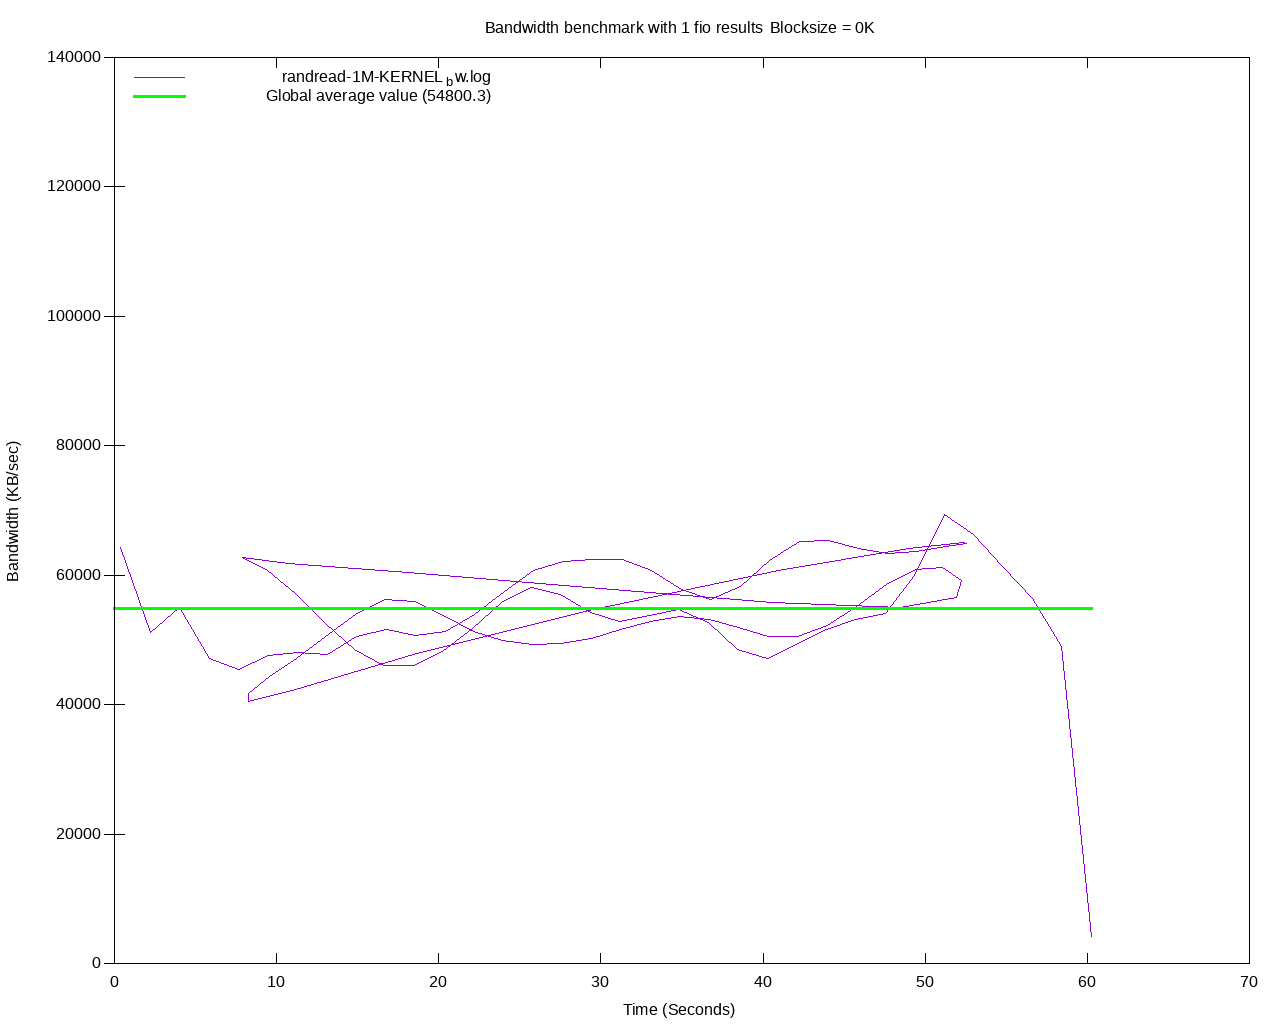 Bandwidth benchmark with 1 fio results Blocksize = 0K
140000
randread-1M-KERNEL_bw.log
Global average value (54800.3)
120000
100000
80000
60000
40000
20000
0
Bandwidth (KB/sec)
0 10 20 30 40 50 60 70
Time (Seconds)